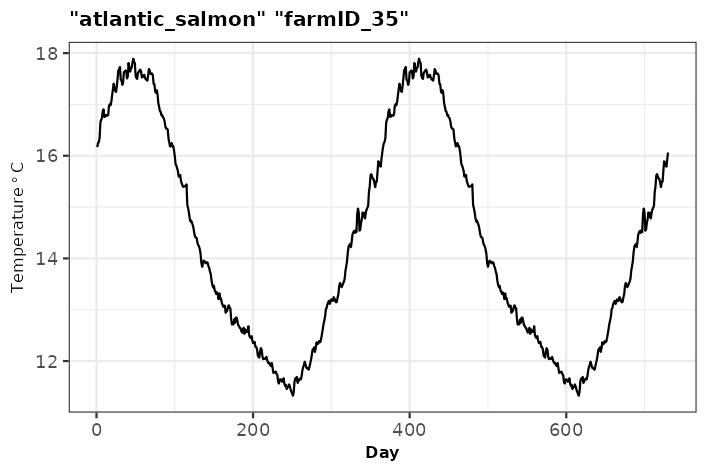 "atlantic_salmon" "farmID_35"
18
16
14
12
Temperature ° C
0 200 400 600
Day